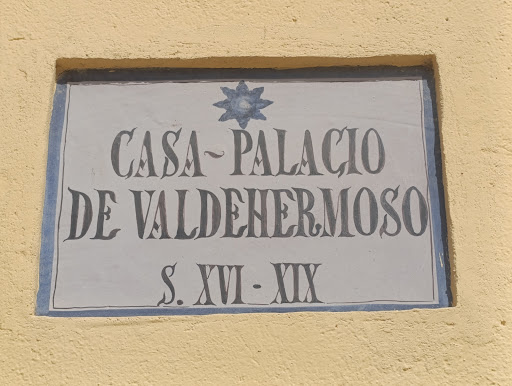 CASA~PALACIO
DE VALDEHERMOSO
S. XVI - XIX